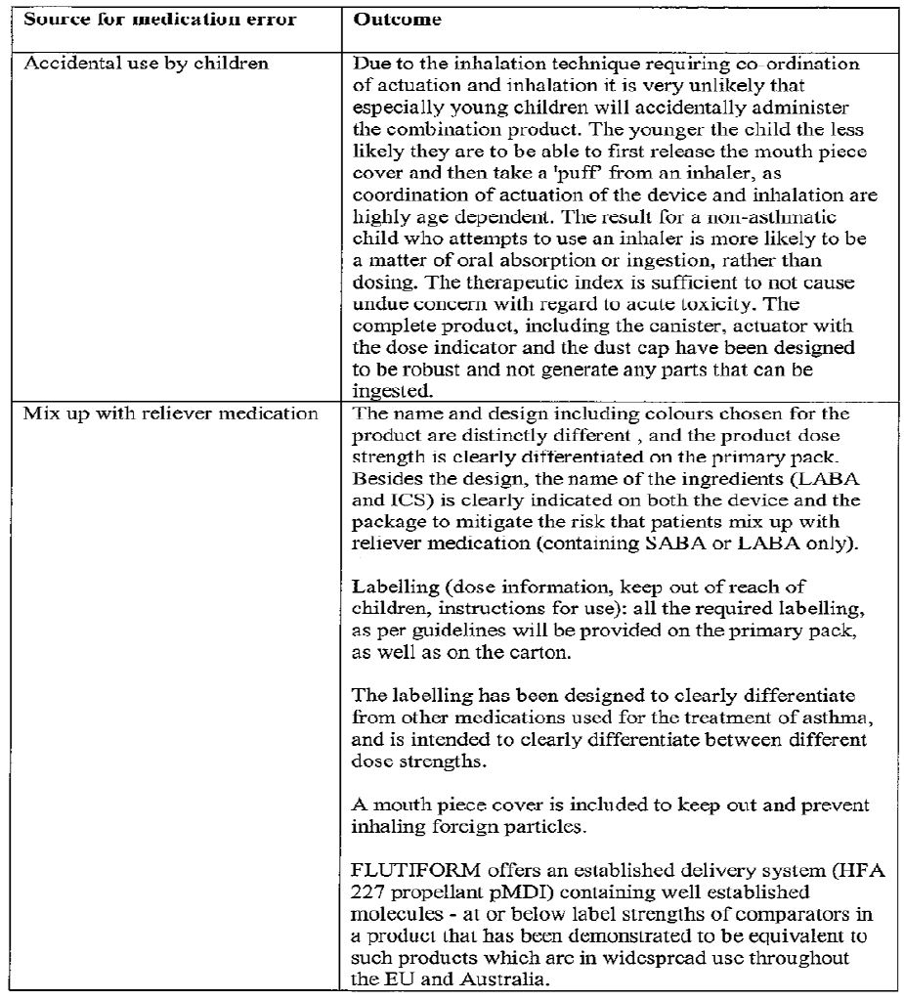 Source for medication error
Outcome
Accidental use by children
Due to the inhalation technique requiring co-ordination
of actuation and inhalation it is very unlikely that
especially young children will accidentally administer
the combination product. The younger the child the less
likely they are to be able to first release the mouth piece
cover and then take a 'puff' from an inhaler, as
coordination of actuation of the device and inhalation are
highly age dependent. The result for a non-asthmatic
child who attempts to use an inhaler is more likely to be
a matter of oral absorption or ingestion, rather than
dosing. The therapeutic index is sufficient to not cause
undue concern with regard to acute toxicity. The
complete product, including the canister, actuator with
the dose indicator and the dust cap have been designed
to be robust and not generate any parts that can be
ingested.
Mix up with reliever medication
The name and design including colours chosen for the
product are distinctly different , and the product dose
strength is clearly differentiated on the primary pack.
Besides the design, the name of the ingredients (LABA
and ICS) is clearly indicated on both the device and the
package to mitigate the risk that patients mix up with
reliever medication (containing SABA or LABA only).
Labelling (dose information, keep out of reach of
children, instructions for use): all the required labelling,
as per guidelines will be provided on the primary pack,
as well as on the carton.
The labelling has been designed to clearly differentiate
from other medications used for the treatment of asthma,
and is intended to clearly differentiate between different
dose strengths.
A mouth piece cover is included to keep out and prevent
inhaling foreign particles.
FLUTIFORM offers an established delivery system (HFA
227 propellant pMDI) containing well established
molecules - at or below label strengths of comparators in
a product that has been demonstrated to be equivalent to
such products which are in widespread use throughout
the EU and Australia.